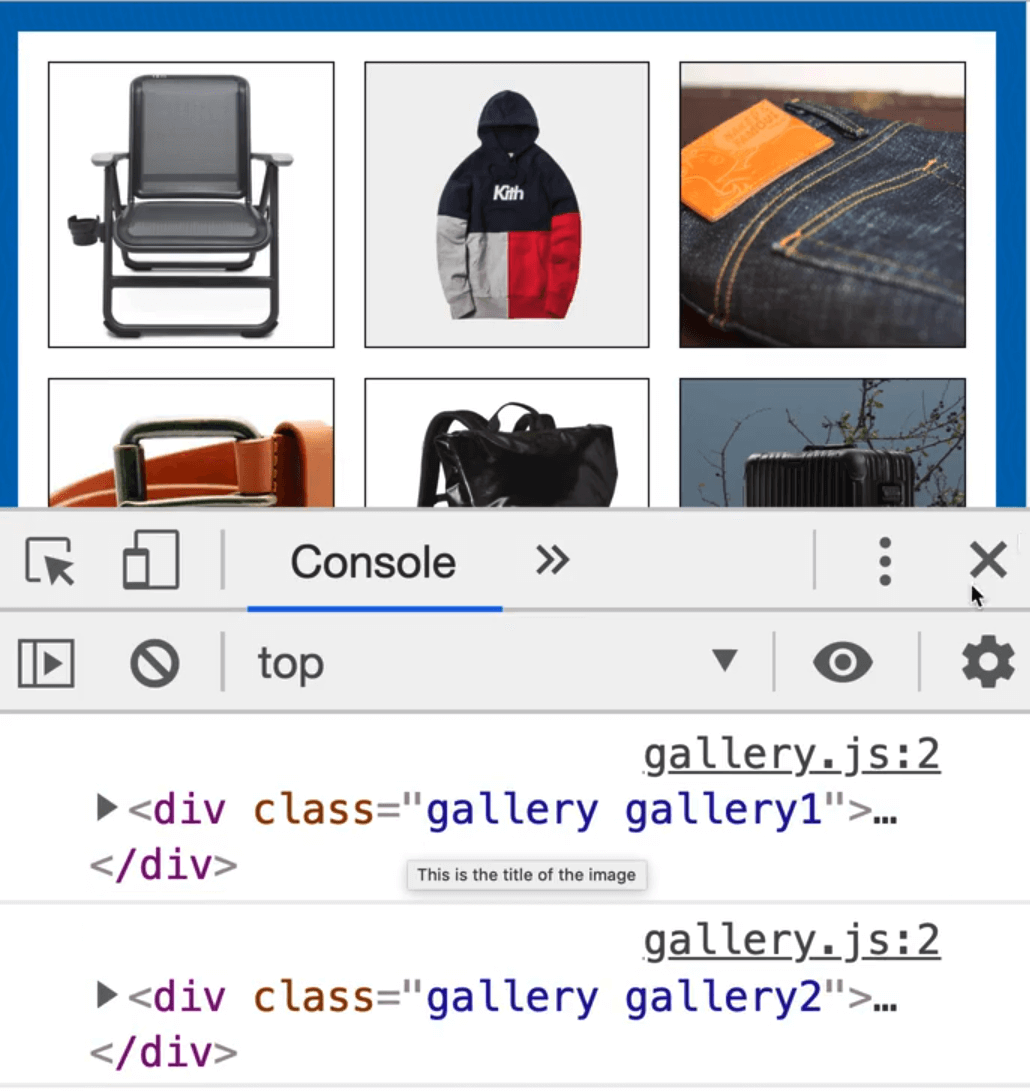 Kith
Console
top
gallery.js:2
<div class="gallery gallery1">…
</div>
This is the title of the image
gallery.js:2
<div class="gallery gallery2">…
</div>